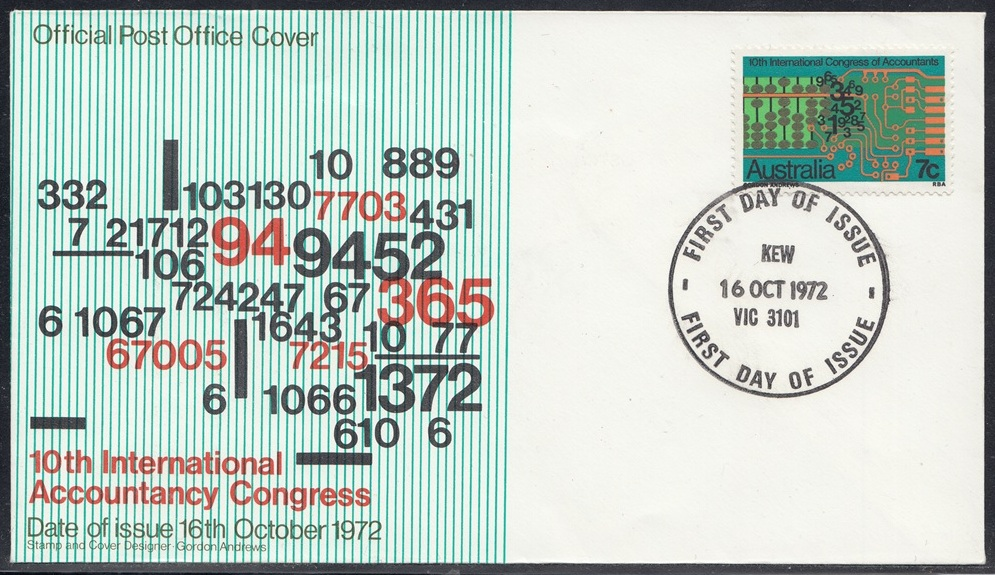 Official Post Office Cover
10 889
332 103130 7703 431
7 21712 94 9452
106
724247 67 365
6 1067 1643 10 77
67005 7215
6 1066 1372
610 6
10th International
Accountancy Congress
Date of issue 16th October 1972
Stamp and Cover Designer·Gordon Andrews
10th International Congress of Accountants
Australia 7c
GORDON ANDREWS RBA
FIRST DAY OF ISSUE
KEW
16 OCT 1972
VIC 3101
FIRST DAY OF ISSUE